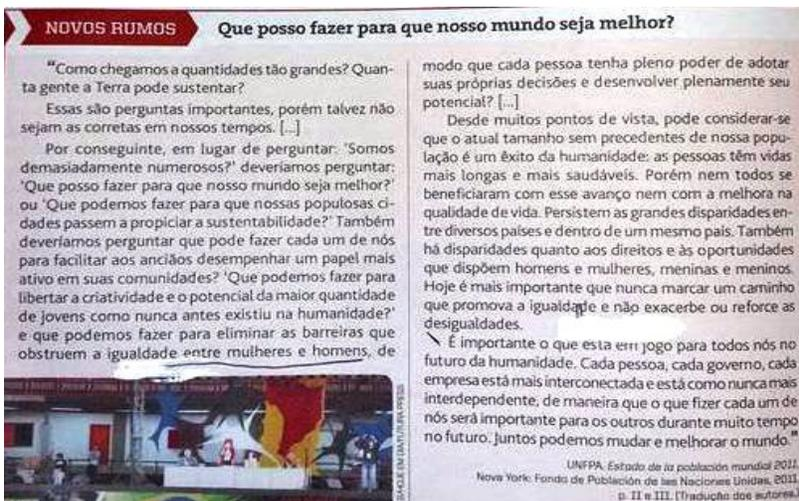 NOVOS RUMOS
Que posso fazer para que nosso mundo seja melhor?
"Como chegamos a quantidades tão grandes? Quan-
ta gente a Terra pode sustentar?
Essas são perguntas importantes, porém talvez não
sejam as corretas em nossos tempos. [...]
Por conseguinte, em lugar de perguntar: 'Somos
demasiadamente numerosos?' deveríamos perguntar:
'Que posso fazer para que nosso mundo seja melhor?'
ou 'Que podemos fazer para que nossas populosas ci-
dades passem a propiciar a sustentabilidade?' Também
deveríamos perguntar que pode fazer cada um de nós
para facilitar aos anciãos desempenhar um papel mais
ativo em suas comunidades? 'Que podemos fazer para
libertar a criatividade e o potencial da maior quantidade
de jovens como nunca antes existiu na humanidade?'
e que podemos fazer para eliminar as barreiras que
obstruem a igualdade entre mulheres e homens, de
modo que cada pessoa tenha pleno poder de adotar
suas próprias decisões e desenvolver plenamente seu
potencial? [...]
Desde muitos pontos de vista, pode considerar-se
que o atual tamanho sem precedentes de nossa popu-
lação é um êxito da humanidade: as pessoas têm vidas
mais longas e mais saudáveis. Porém nem todos se
beneficiaram com esse avanço nem com a melhora na
qualidade de vida. Persistem as grandes disparidades en-
tre diversos países e dentro de um mesmo país. Também
há disparidades quanto aos direitos e às oportunidades
que dispõem homens e mulheres, meninas e meninos.
Hoje é mais importante que nunca marcar um caminho
que promova a igualdade e não exacerbe ou reforce as
desigualdades.
É importante o que está em jogo para todos nós no
futuro da humanidade. Cada pessoa, cada governo, cada
empresa está mais interconectada e está como nunca mais
interdependente, de maneira que o que fizer cada um de
nós será importante para os outros durante muito tempo
no futuro. Juntos podemos mudar e melhorar o mundo."
UNFPA. Estado de la población mundial 2011.
Nova York: Fondo de Población de las Naciones Unidas, 2011.
p. II e III. [Tradução dos autores]
EM DIA/FUTURA PRESS